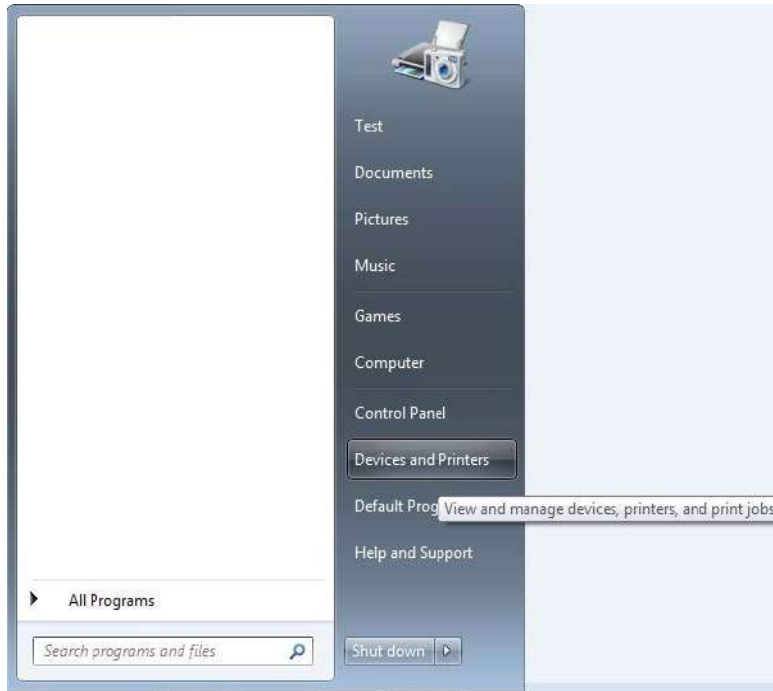 Test
Documents
Pictures
Music
Games
Computer
Control Panel
Devices and Printers
Default Prog
View and manage devices, printers, and print jobs
Help and Support
All Programs
Search programs and files
Shut down